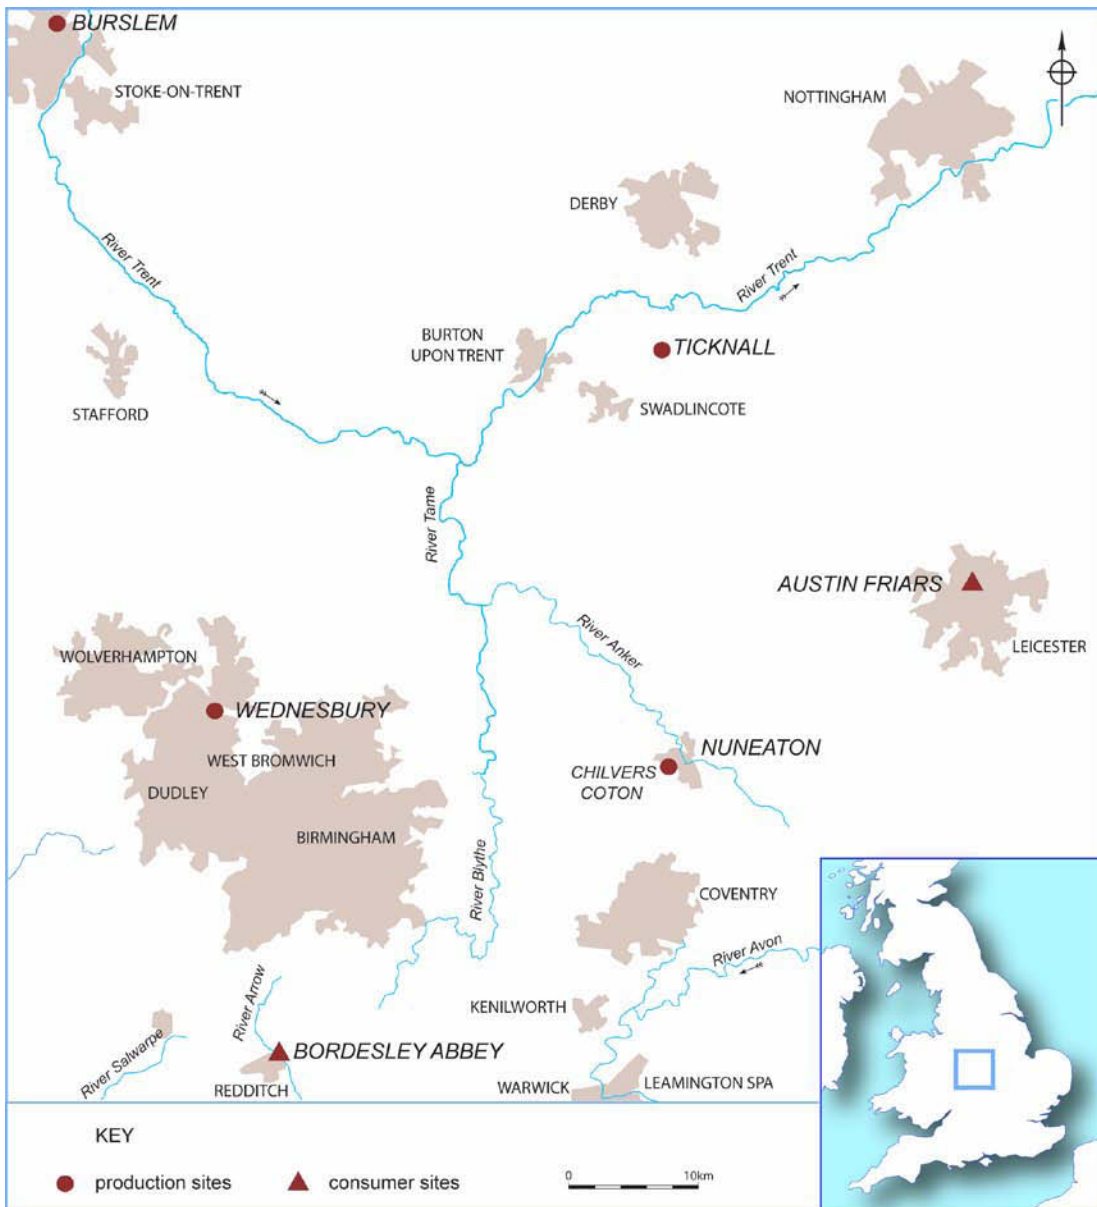 BURSLEM
STOKE-ON-TRENT
NOTTINGHAM
DERBY
River Trent
River Trent
BURTON
UPON TRENT
TICKNALL
STAFFORD
SWADLINCOTE
River Tame
AUSTIN FRIARS
River Anker
LEICESTER
WOLVERHAMPTON
WEDNESBURY
NUNEATON
WEST BROMWICH
CHILVERS
COTON
DUDLEY
BIRMINGHAM
River Blythe
COVENTRY
River Avon
River Arrow
KENILWORTH
River Salwarpe
BORDESLEY ABBEY
REDDITCH
WARWICK
LEAMINGTON SPA
KEY
production sites
consumer sites
0 10km